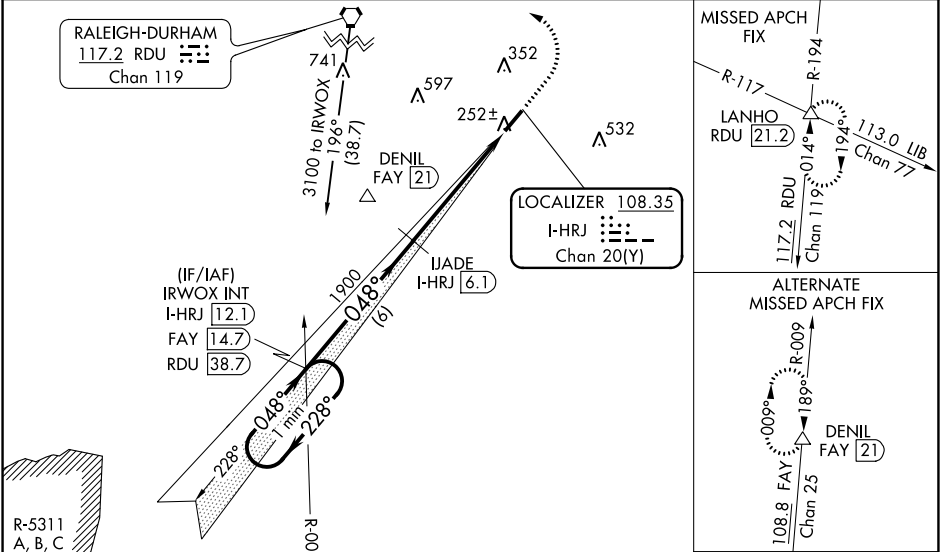 RALEIGH-DURHAM
117.2 RDU
Chan 119
741
352
597
252±
532
3100 to IRWOX
196°
(38.7)
DENIL
FAY 21
LOCALIZER 108.35
I-HRJ
Chan 20(Y)
IJADE
I-HRJ 6.1
1900
048°
(6)
(IF/IAF)
IRWOX INT
I-HRJ 12.1
FAY 14.7
RDU 38.7
048°
1 min
228°
228°
R-00
R-5311
A, B, C
MISSED APCH
FIX
R-194
R-117
LANHO
RDU 21.2
014°
194°
113.0 LIB
Chan 77
117.2 RDU
Chan 119
ALTERNATE
MISSED APCH FIX
R-009
009°
189°
DENIL
FAY 21
108.8 FAY
Chan 25